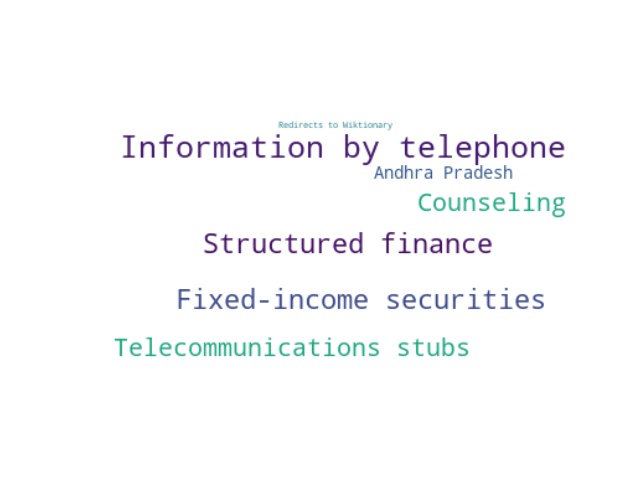 Redirects to Wiktionary
Information by telephone
Andhra Pradesh
Counseling
Structured finance
Fixed-income securities
Telecommunications stubs